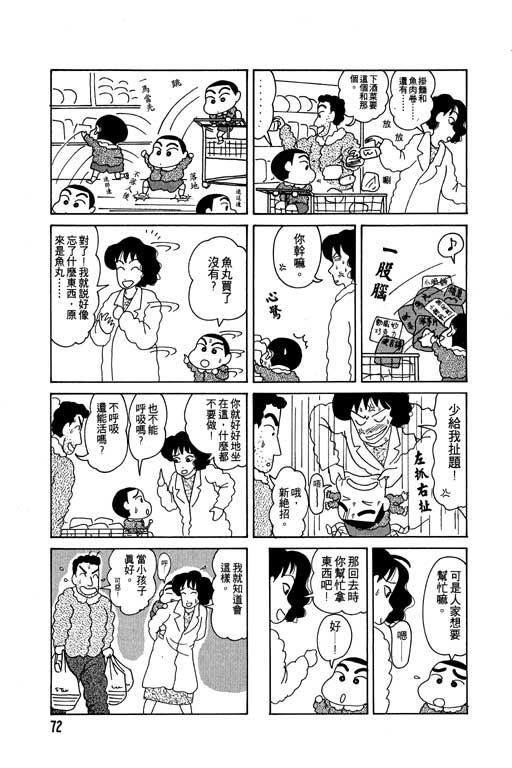 掛麵和
魚肉卷
還有……
下酒菜要
這個和那
個。
放
放
唰
跳
一馬當先
落地
♪
一股腦
你幹嘛。
心驚
魚丸買了
沒有?
對了!我就說好像
忘了什麼東西,原
來是魚丸……
少給我扯題!
左抓右扯
唔
哦,
新絕招。
你就好好地坐
在這,什麼都
不要做!
也不能
呼吸嗎?
不呼吸
還能活嗎?
可是人家想要
幫忙嘛。
嗯
那回去時
你幫忙拿
東西吧!
好!
我就知道會
這樣。
呼
當小孩子
真好。
可惡!
72